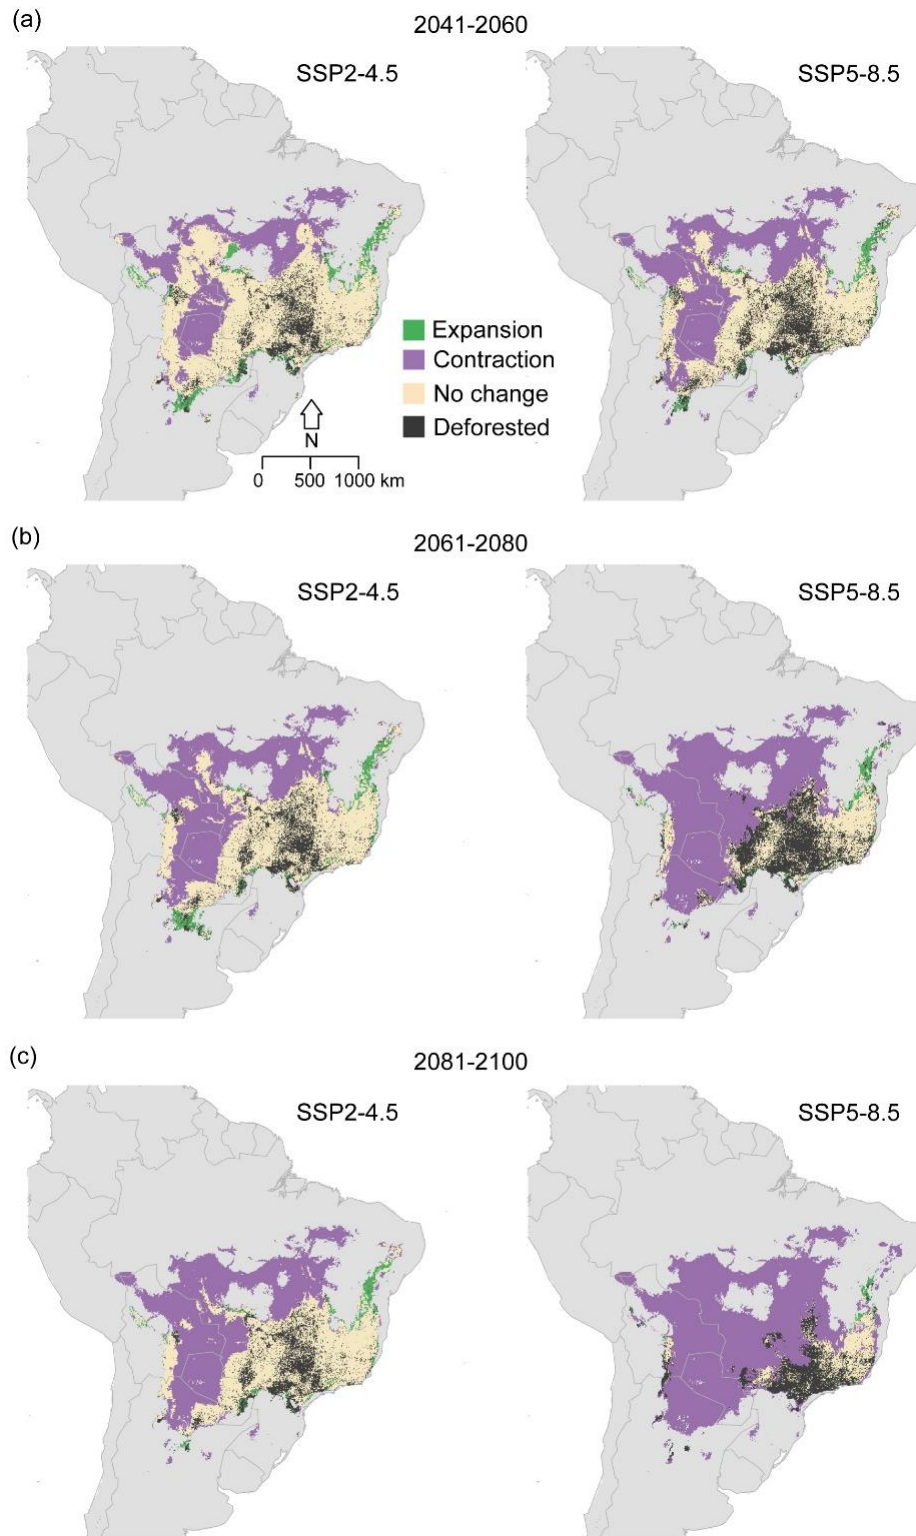 (a)
2041-2060
SSP2-4.5
SSP5-8.5
Expansion
Contraction
No change
Deforested
N
0 500 1000 km
(b)
2061-2080
SSP2-4.5
SSP5-8.5
(c)
2081-2100
SSP2-4.5
SSP5-8.5